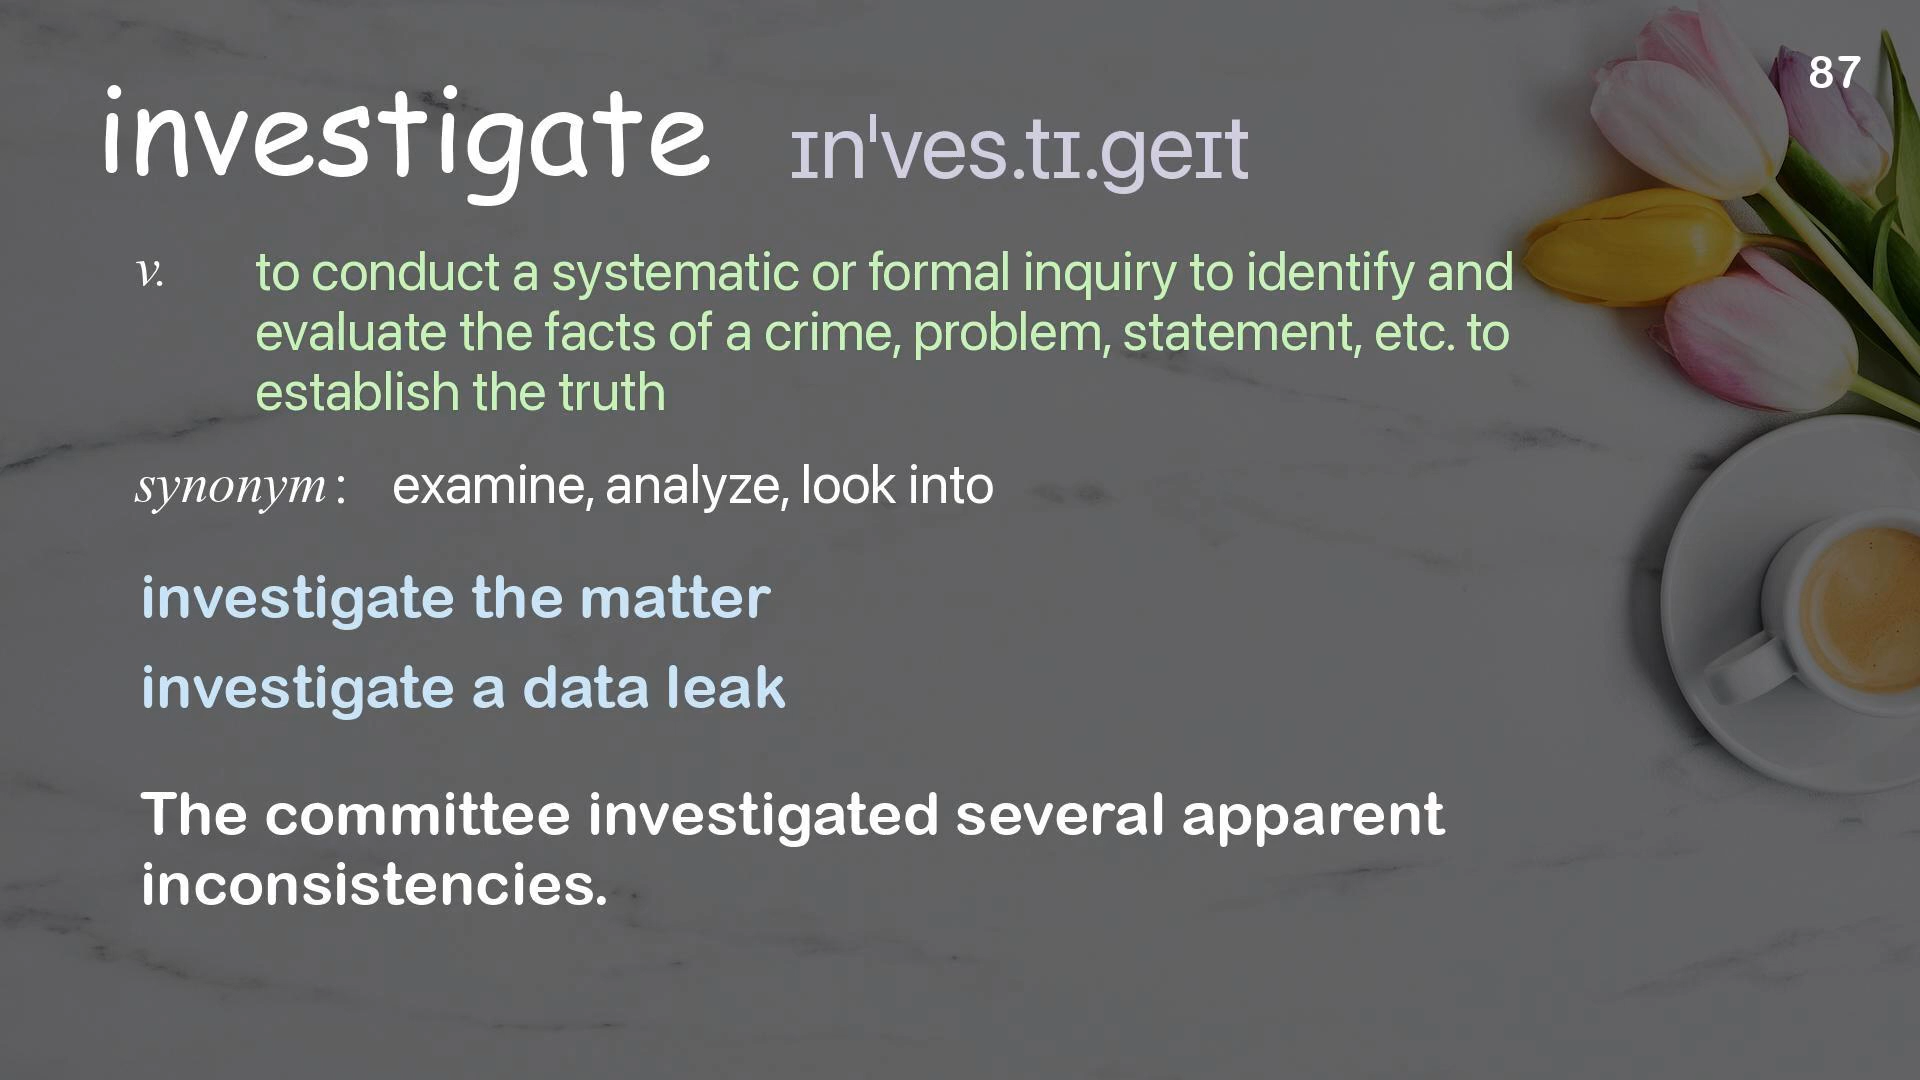 87
investigate ɪnˈves.tɪ.geɪt
v. to conduct a systematic or formal inquiry to identify and
evaluate the facts of a crime, problem, statement, etc. to
establish the truth
synonym: examine, analyze, look into
investigate the matter
investigate a data leak
The committee investigated several apparent
inconsistencies.